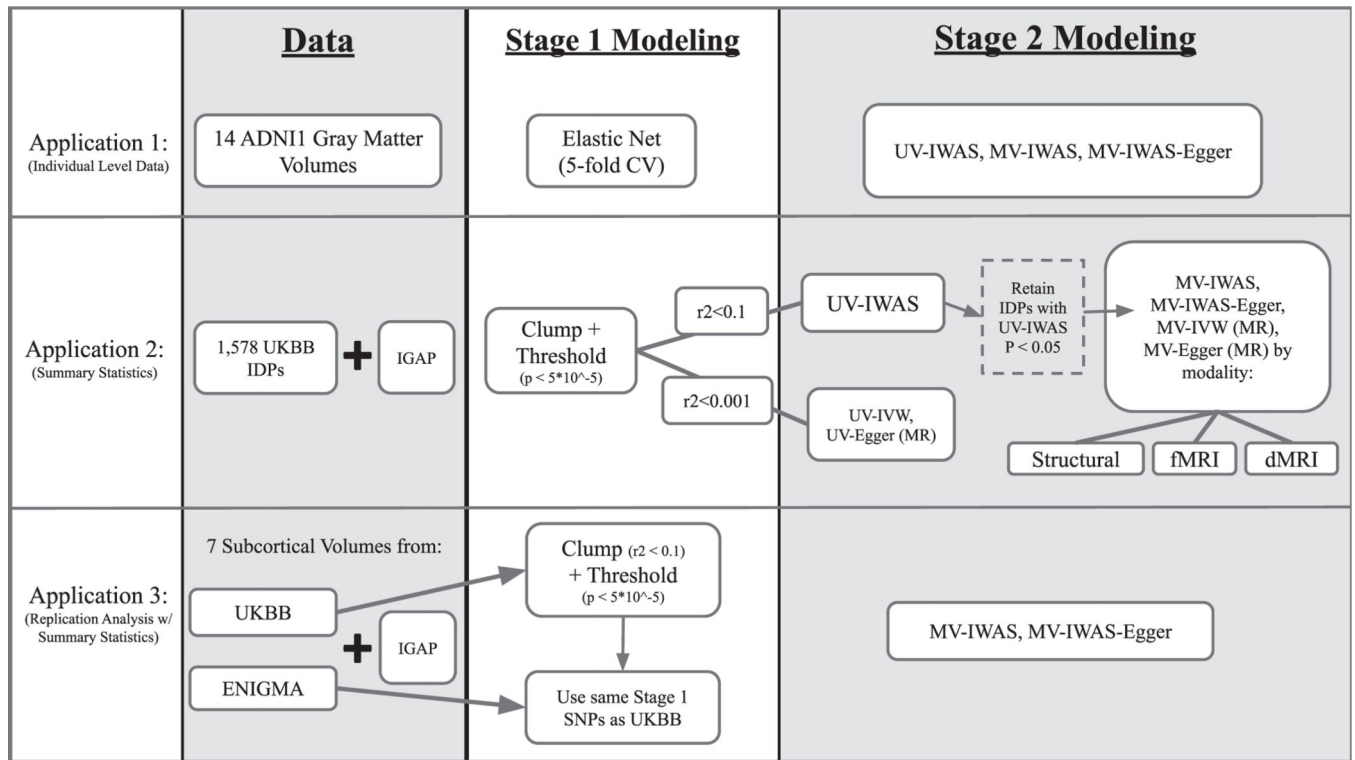 Data
Stage 1 Modeling
Stage 2 Modeling
Application 1:
(Individual Level Data)
14 ADNI1 Gray Matter
Volumes
Elastic Net
(5-fold CV)
UV-IWAS, MV-IWAS, MV-IWAS-Egger
Application 2:
(Summary Statistics)
1,578 UKBB
IDPs
+
IGAP
Clump +
Threshold
(p < 5*10^-5)
r2<0.1
r2<0.001
UV-IWAS
UV-IVW,
UV-Egger (MR)
Retain
IDPs with
UV-IWAS
P < 0.05
MV-IWAS,
MV-IWAS-Egger,
MV-IVW (MR),
MV-Egger (MR) by
modality:
Structural
fMRI
dMRI
Application 3:
(Replication Analysis w/
Summary Statistics)
7 Subcortical Volumes from:
UKBB
+
IGAP
ENIGMA
Clump (r2 < 0.1)
+ Threshold
(p < 5*10^-5)
Use same Stage 1
SNPs as UKBB
MV-IWAS, MV-IWAS-Egger